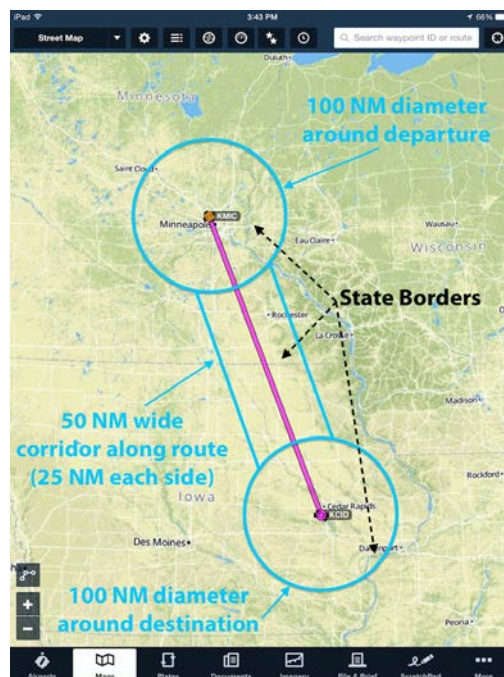 iPad
3:43 PM
66%
Street Map
Search waypoint ID or route
Duluth
Minnesota
100 NM diameter
around departure
Saint Cloud
KMIC
Minneapolis
Eau Claire
Wausau
Wisconsin
State Borders
Rochester
La Crosse
50 NM wide
corridor along route
(25 NM each side)
Madison
Rockford
Iowa
Cedar Rapids
KCID
Des Moines
Davenport
100 NM diameter
around destination
Peoria
Airports
Maps
Plates
Documents
Imagery
File & Brief
ScratchPad
More